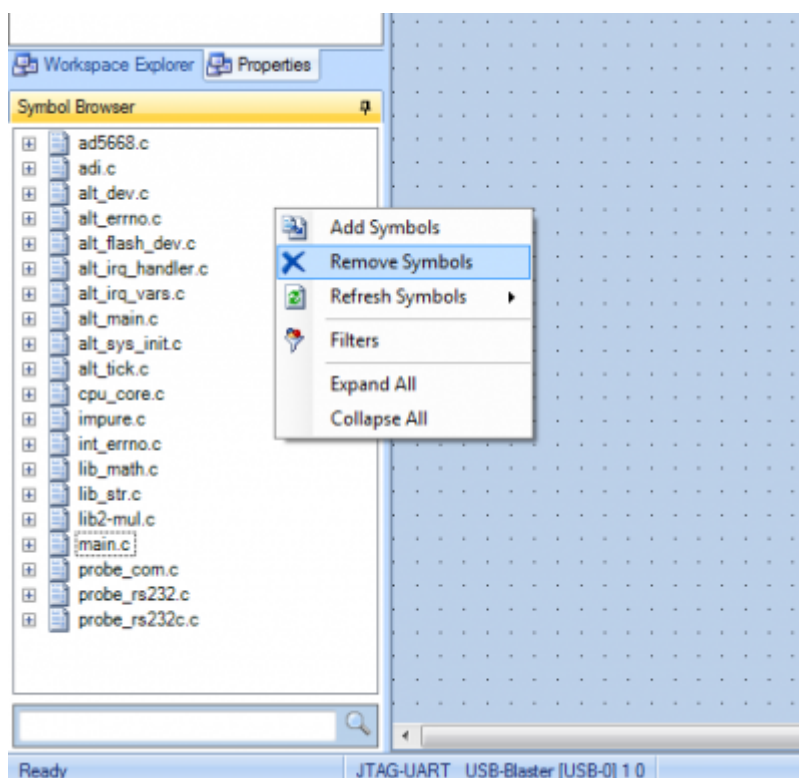 Workspace Explorer Properties
Symbol Browser
ad5668.c
adi.c
alt_dev.c
alt_errno.c
alt_flash_dev.c
alt_irq_handler.c
alt_irq_vars.c
alt_main.c
alt_sys_init.c
alt_tick.c
cpu_core.c
impure.c
int_errno.c
lib_math.c
lib_str.c
lib2-mul.c
main.c
probe_com.c
probe_rs232.c
probe_rs232c.c
Add Symbols
Remove Symbols
Refresh Symbols
Filters
Expand All
Collapse All
Ready JTAG-UART USB-Blaster [USB-0] 1 0